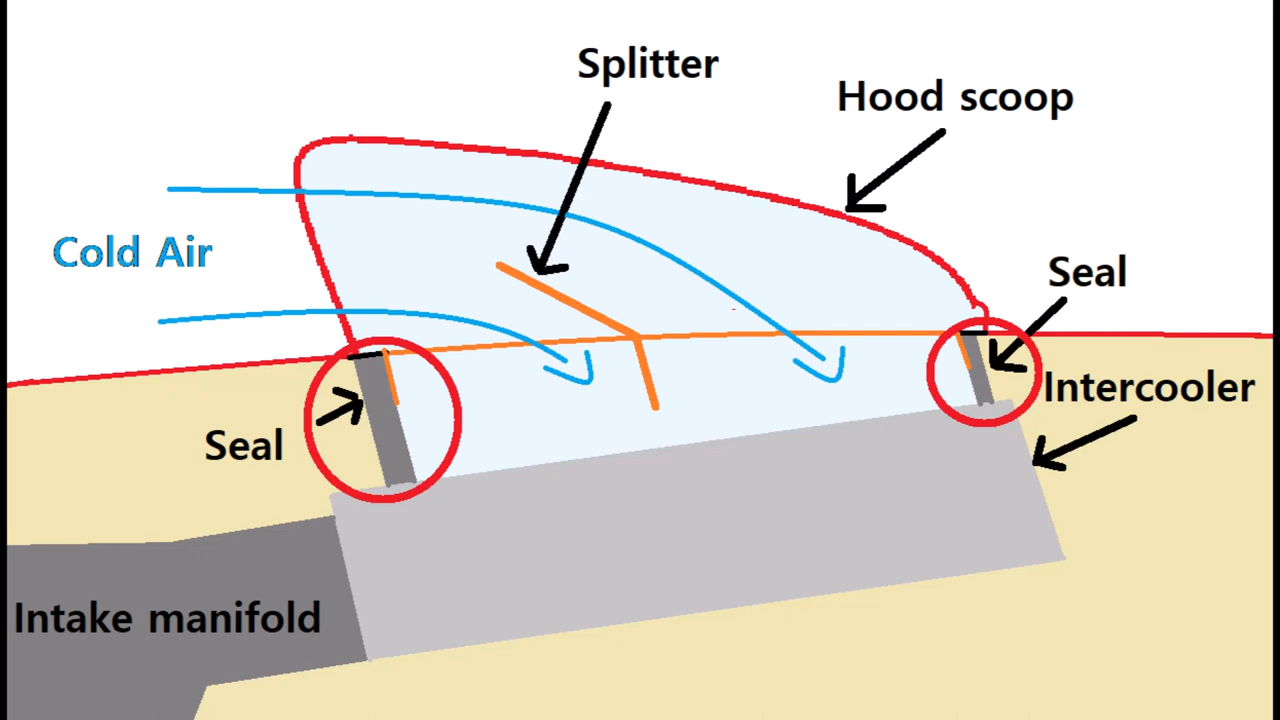 Splitter
Hood scoop
Cold Air
Seal
Intercooler
Seal
Intake manifold